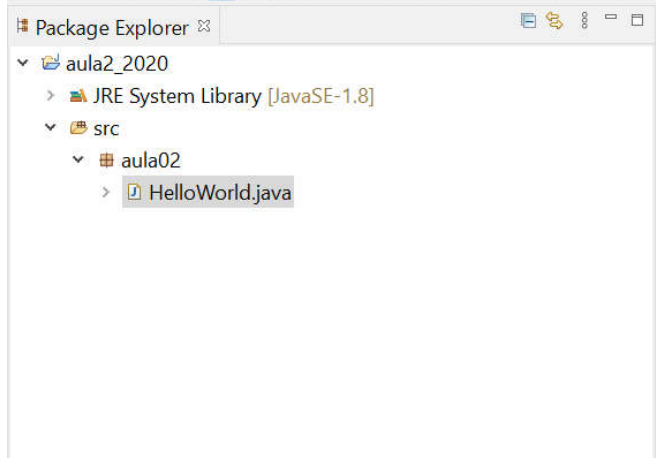 Package Explorer
aula2_2020
JRE System Library [JavaSE-1.8]
src
aula02
HelloWorld.java